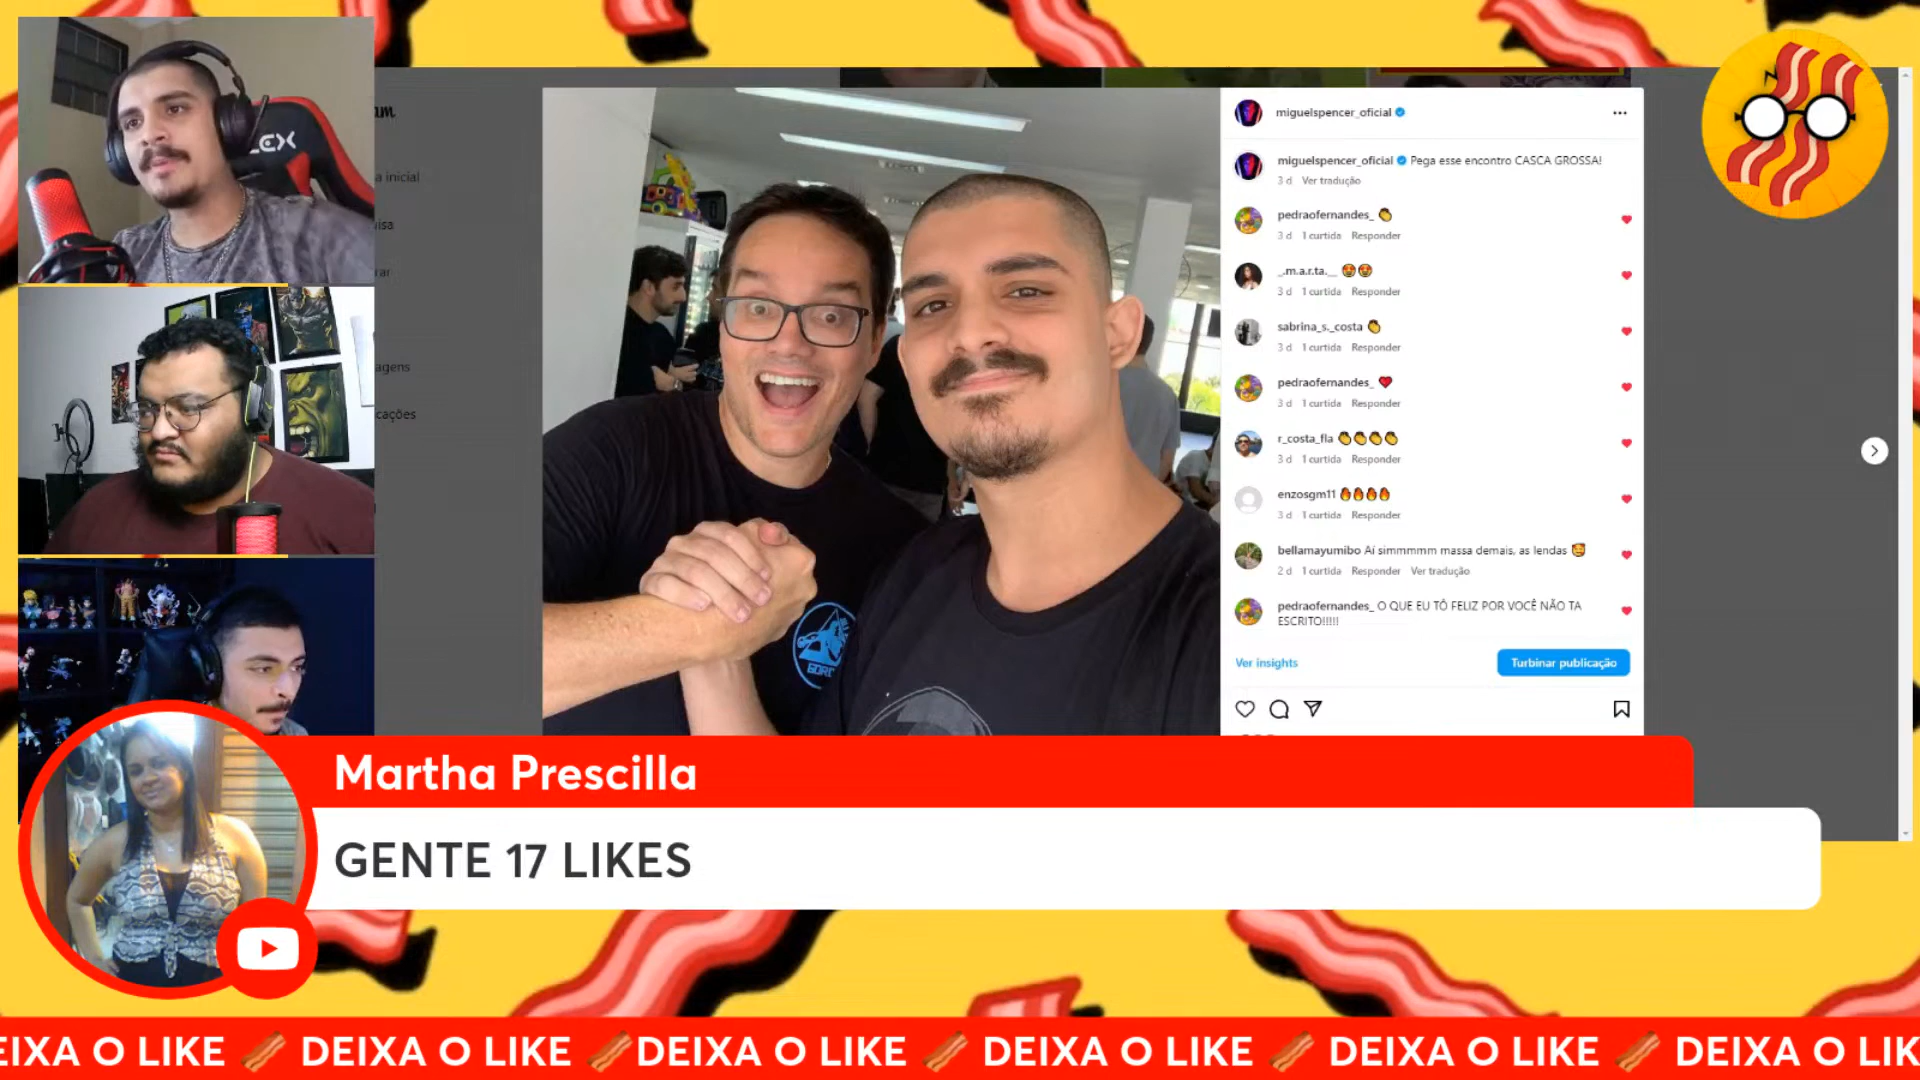 am
a inicial
isa
rar
agens
cações
LEX
miguelspencer_oficial
miguelspencer_oficial Pega esse encontro CASCA GROSSA!
3 d Ver tradução
pedraofernandes_ 👏
3 d 1 curtida Responder
_.m.a.r.ta.__ 😍😍
3 d 1 curtida Responder
sabrina_s._costa 👏
3 d 1 curtida Responder
pedraofernandes_ ❤️
3 d 1 curtida Responder
r_costa_fla 👏👏👏👏
3 d 1 curtida Responder
enzosgm11 🔥🔥🔥🔥
3 d 1 curtida Responder
bellamayumibo Aí simmmmm massa demais, as lendas 🥰
2 d 1 curtida Responder Ver tradução
pedraofernandes_ O QUE EU TÔ FELIZ POR VOCÊ NÃO TA
ESCRITO!!!!!
Ver insights
Turbinar publicação
Martha Prescilla
GENTE 17 LIKES
EIXA O LIKE 🥓 DEIXA O LIKE 🥓 DEIXA O LIKE 🥓 DEIXA O LIKE 🥓 DEIXA O LIKE 🥓 DEIXA O LIK